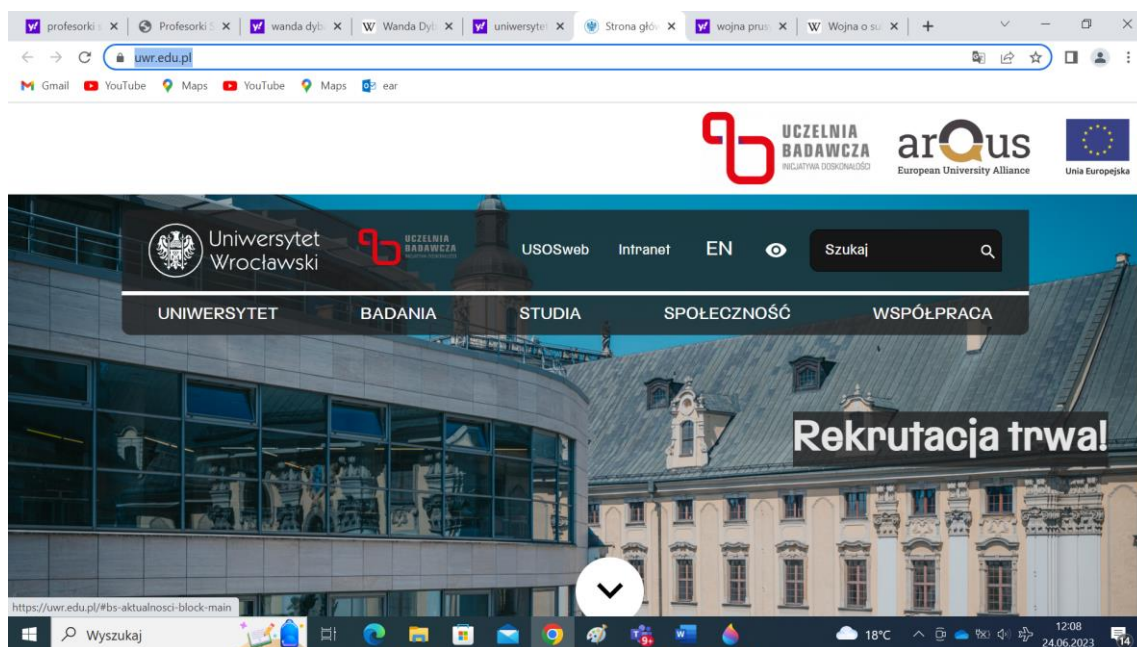 profesorki s
Profesorki S
wanda dyb
Wanda Dyb
uniwersytet
Strona głów
wojna prus
Wojna o su
uwr.edu.pl
Gmail
YouTube
Maps
YouTube
Maps
ear
UCZELNIA
BADAWCZA
INICJATYWA DOSKONAŁOŚCI
arQus
European University Alliance
Unia Europejska
Uniwersytet
Wrocławski
UCZELNIA
BADAWCZA
USOSweb
Intranet
EN
Szukaj
UNIWERSYTET
BADANIA
STUDIA
SPOŁECZNOŚĆ
WSPÓŁPRACA
Rekrutacja trwa!
https://uwr.edu.pl/#bs-aktualnosci-block-main
Wyszukaj
9+
18°C
12:08
24.06.2023
14